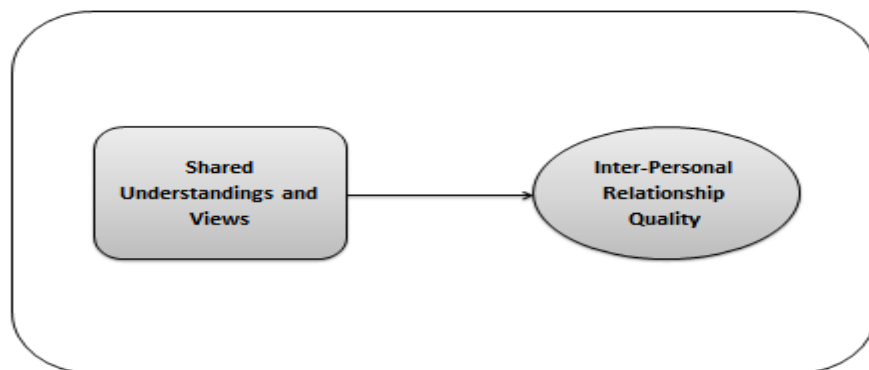 Shared
Understandings and
Views
Inter-Personal
Relationship
Quality